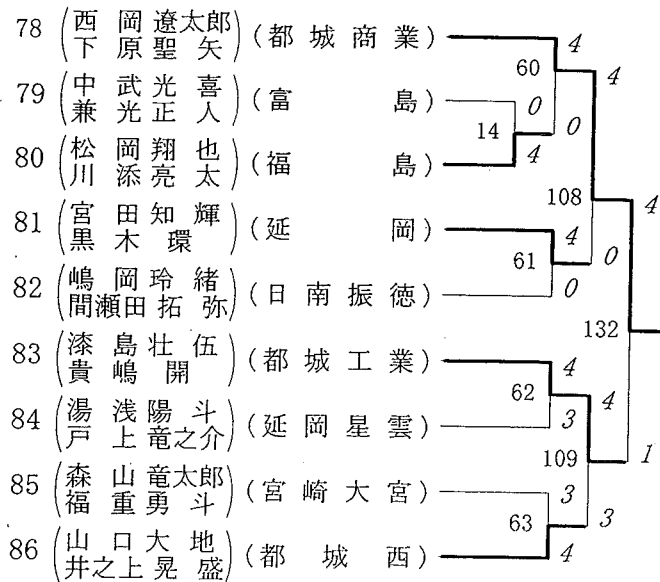 78 (西岡遼太郎 下原聖矢) (都城商業) 4
60 4
79 (中武光喜 兼光正人) (富島) 0
14 0
80 (松岡翔也 川添亮太) (福島) 4
108 4
81 (宮田知輝 黒木環) (延岡) 4
61 0
82 (嶋岡玲緒 間瀬田拓弥) (日南振徳) 0
132
83 (漆島壮伍 貴嶋開) (都城工業) 4
62 4
84 (湯浅陽斗 戸上竜之介) (延岡星雲) 3
109 1
85 (森山竜太郎 福重勇斗) (宮崎大宮) 3
63 3
86 (山口大地 井之上晃盛) (都城西) 4